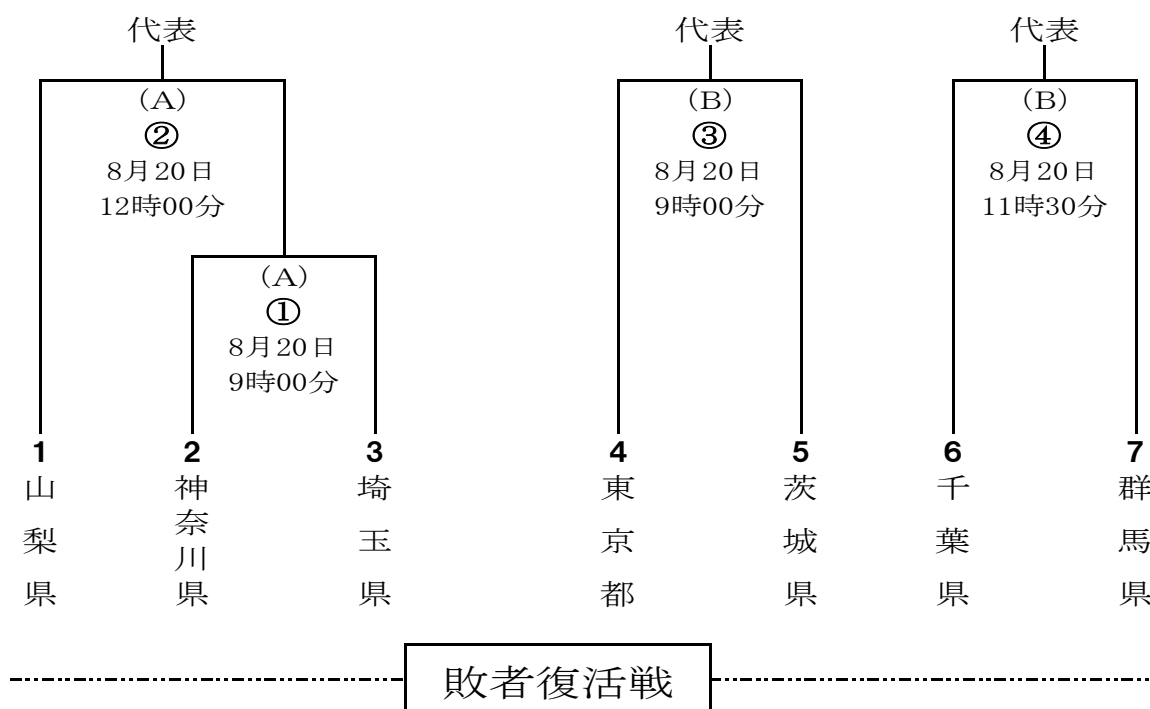 代表
代表
代表
(A)
②
8月20日
12時00分
(B)
③
8月20日
9時00分
(B)
④
8月20日
11時30分
(A)
①
8月20日
9時00分
1
山梨県
2
神奈川県
3
埼玉県
4
東京都
5
茨城県
6
千葉県
7
群馬県
敗者復活戦